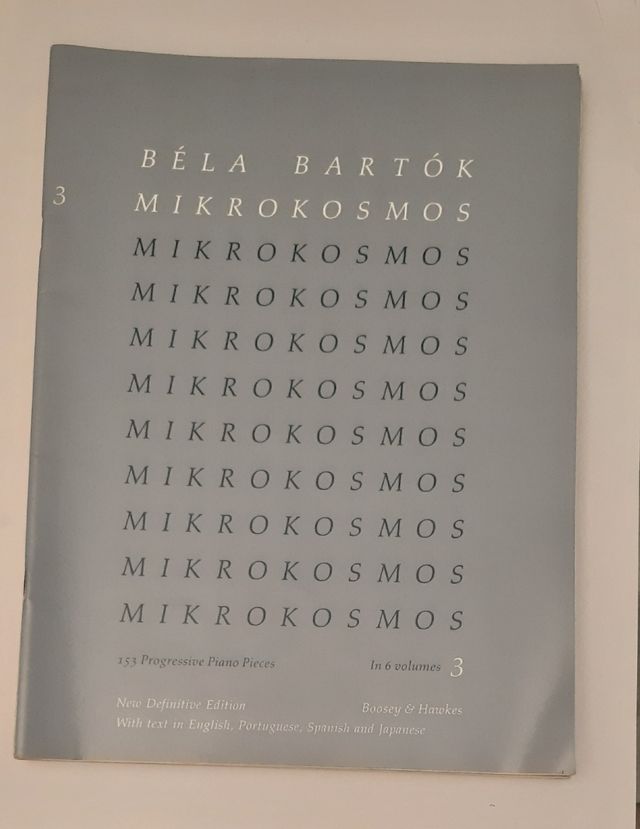 BÉLA BARTÓK
3
MIKROKOSMOS
MIKROKOSMOS
MIKROKOSMOS
MIKROKOSMOS
MIKROKOSMOS
MIKROKOSMOS
MIKROKOSMOS
MIKROKOSMOS
MIKROKOSMOS
MIKROKOSMOS
153 Progressive Piano Pieces In 6 volumes 3
New Definitive Edition Boosey & Hawkes
With text in English, Portuguese, Spanish and Japanese